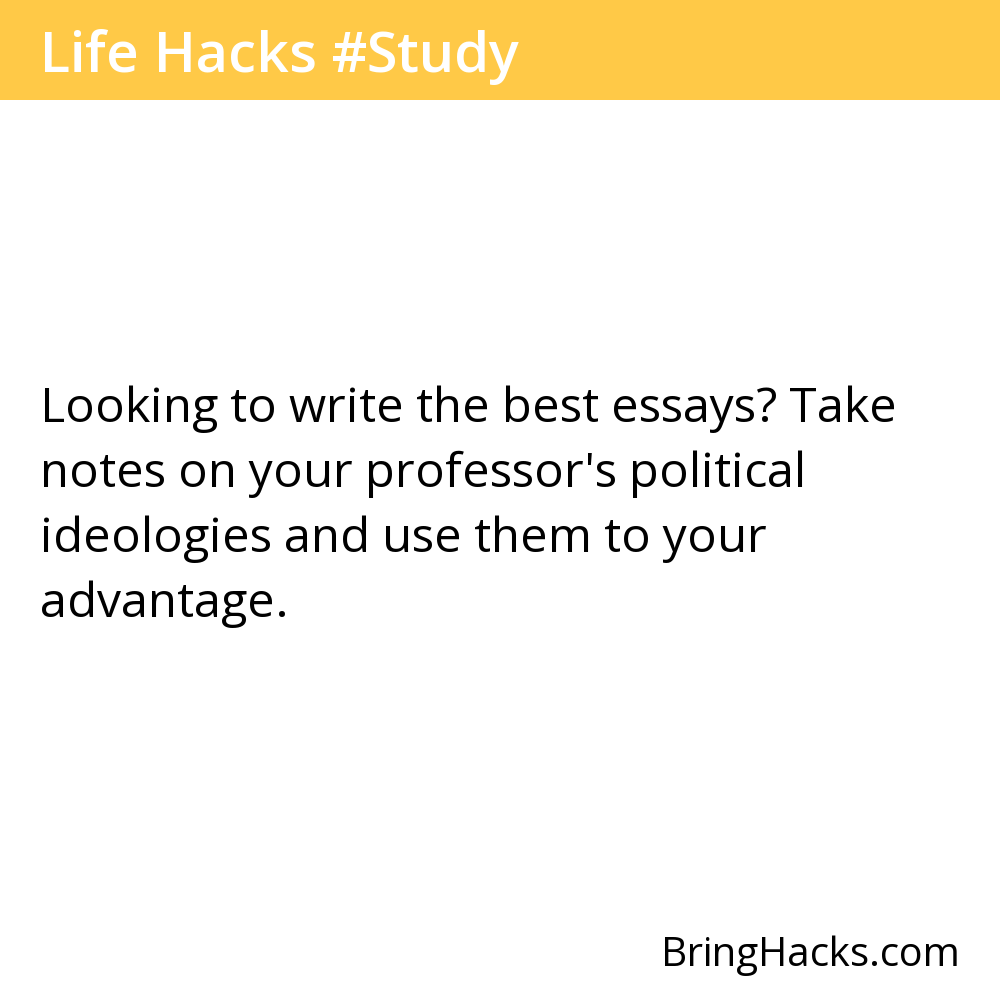 Life Hacks #Study
Looking to write the best essays? Take
notes on your professor's political
ideologies and use them to your
advantage.
BringHacks.com